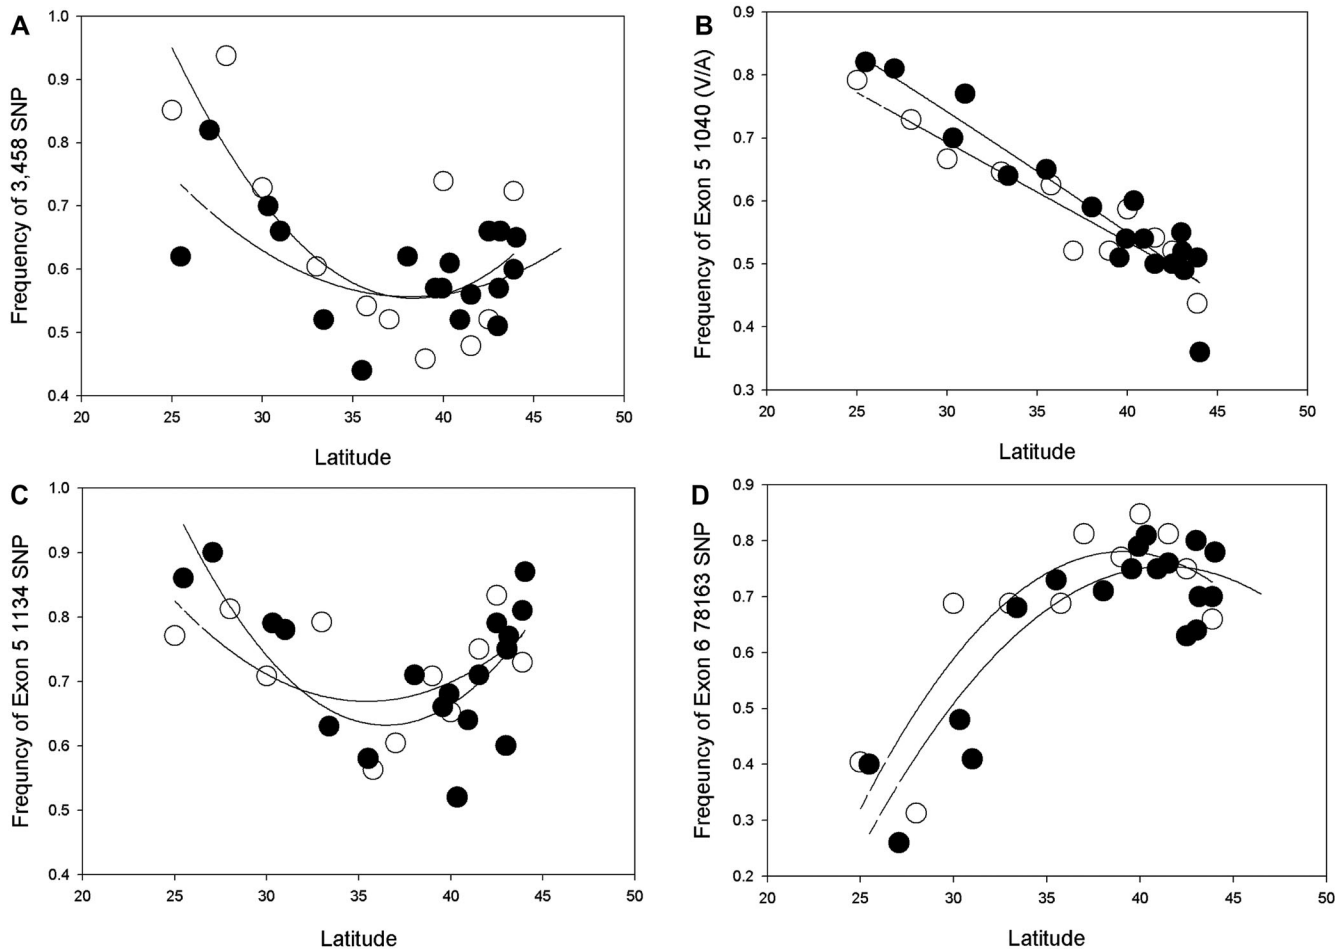 A
Frequency of 3,458 SNP
1.0
0.9
0.8
0.7
0.6
0.5
0.4
20 25 30 35 40 45 50
Latitude
B
Frequency of Exon 5 1040 (V/A)
0.9
0.8
0.7
0.6
0.5
0.4
0.3
20 25 30 35 40 45 50
Latitude
C
Frequncy of Exon 5 1134 SNP
1.0
0.9
0.8
0.7
0.6
0.5
0.4
20 25 30 35 40 45 50
Latitude
D
Freqeuncy of Exon 6 78163 SNP
0.9
0.8
0.7
0.6
0.5
0.4
0.3
0.2
20 25 30 35 40 45 50
Latitude